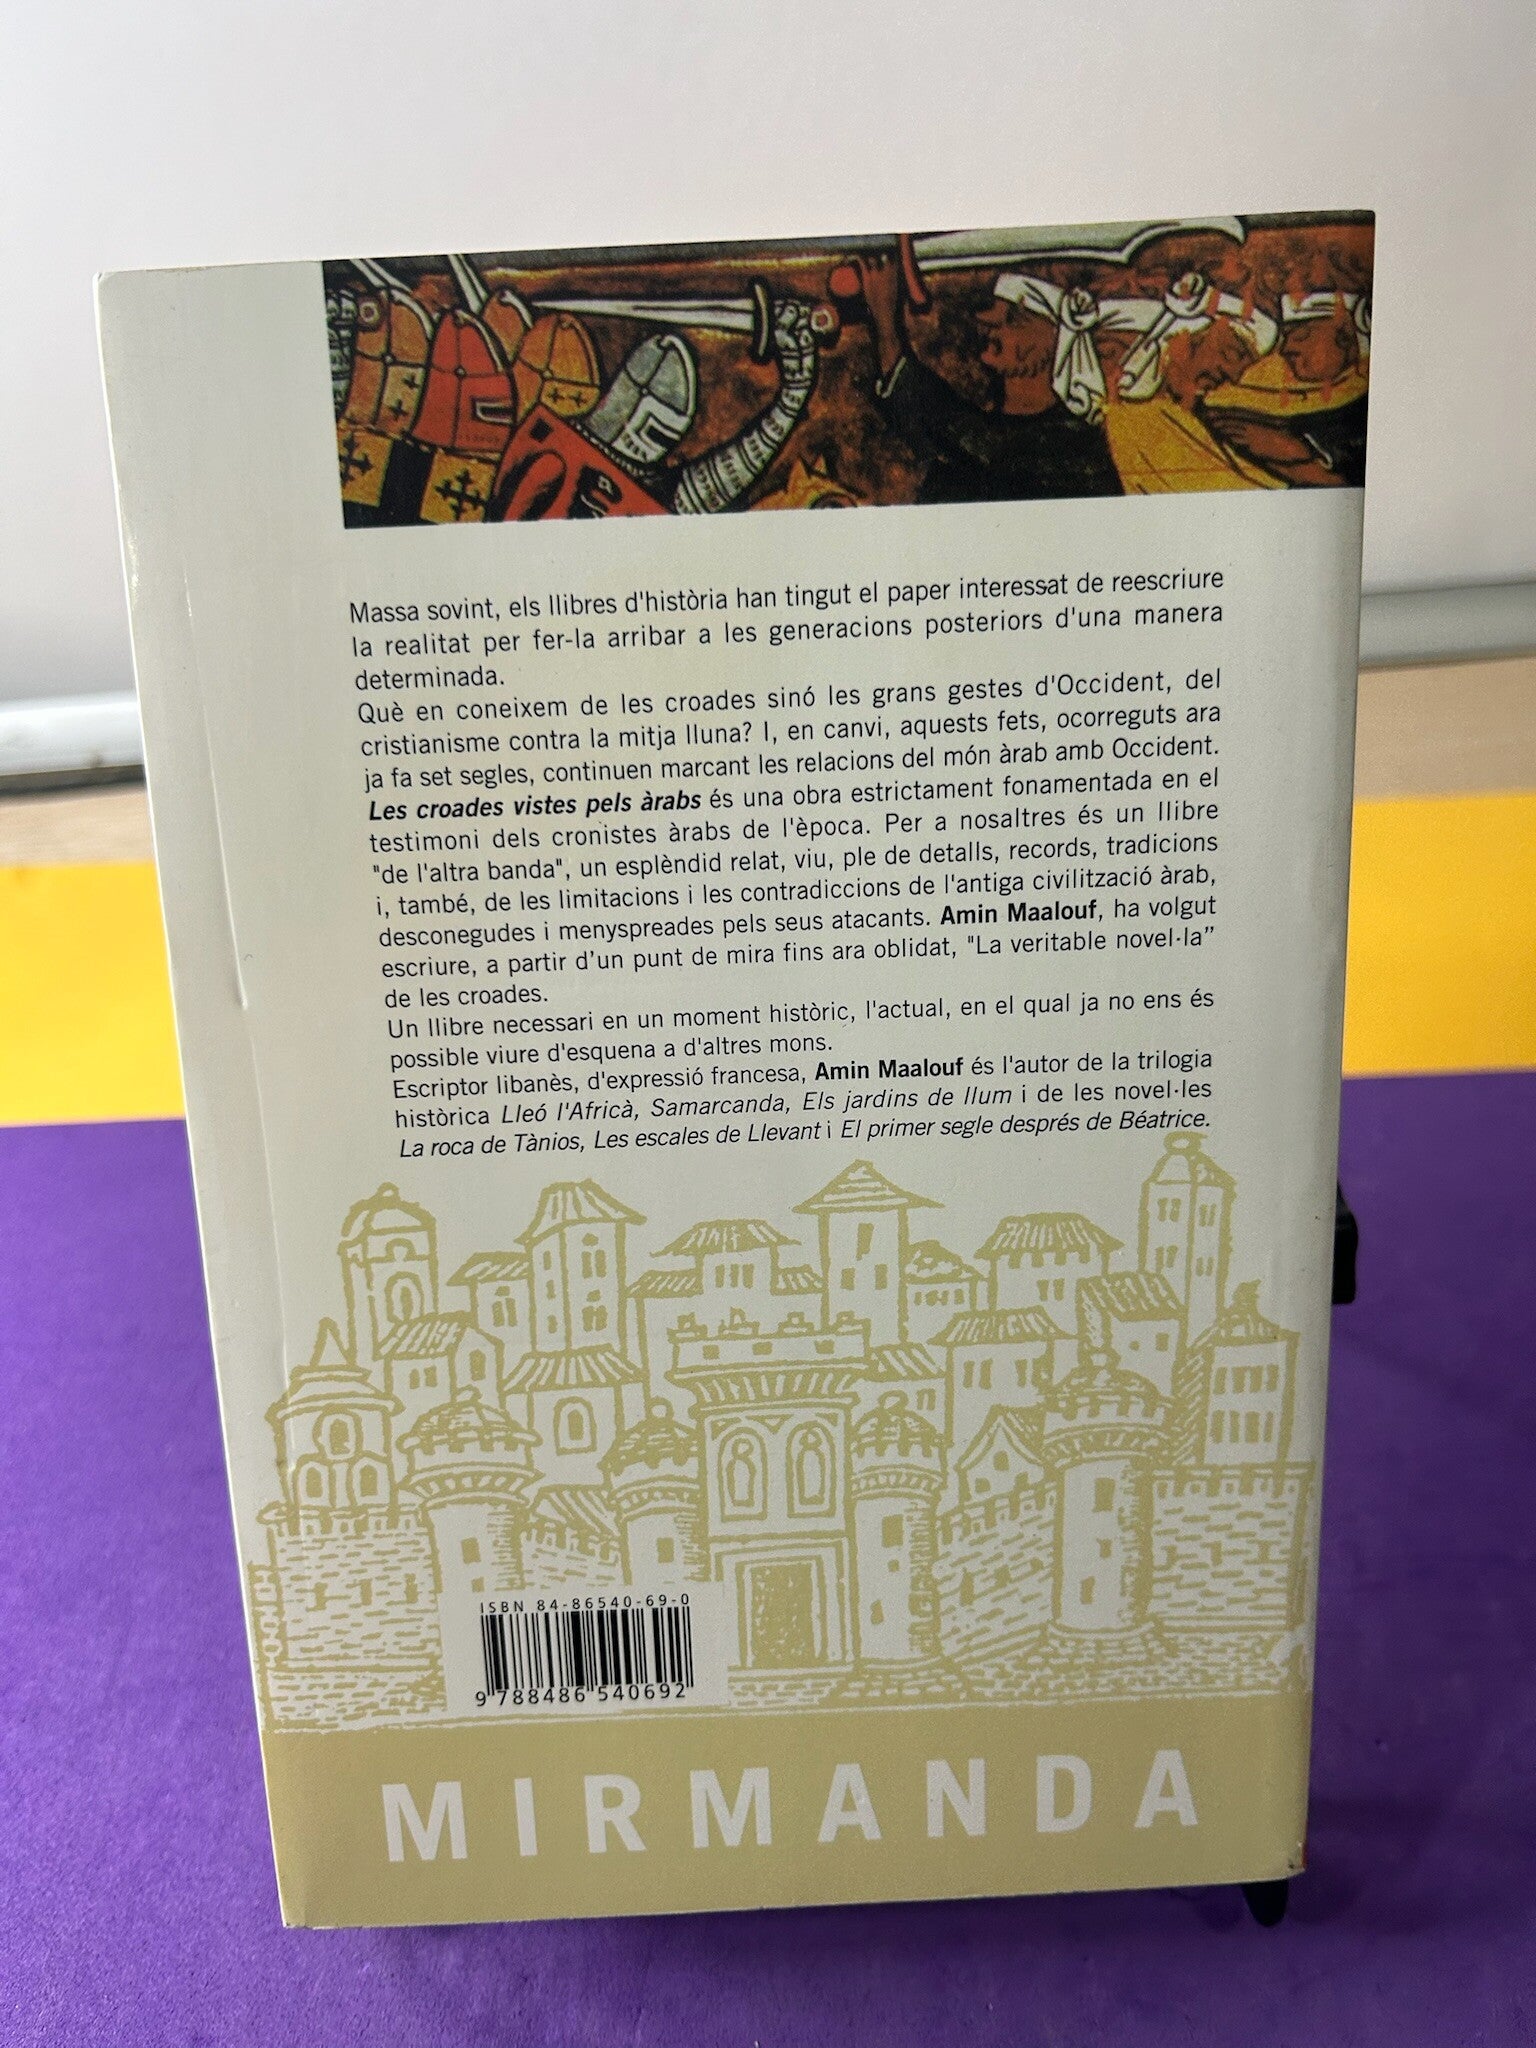 Massa sovint, els llibres d'història han tingut el paper interessat de reescriure
la realitat per fer-la arribar a les generacions posteriors d'una manera
determinada.
Què en coneixem de les croades sinó les grans gestes d'Occident, del
cristianisme contra la mitja lluna? I, en canvi, aquests fets, ocorreguts ara
ja fa set segles, continuen marcant les relacions del món àrab amb Occident.
Les croades vistes pels àrabs és una obra estrictament fonamentada en el
testimoni dels cronistes àrabs de l'època. Per a nosaltres és un llibre
"de l'altra banda", un esplèndid relat, viu, ple de detalls, records, tradicions
i, també, de les limitacions i les contradiccions de l'antiga civilització àrab,
desconegudes i menyspreades pels seus atacants. Amin Maalouf, ha volgut
escriure, a partir d’un punt de mira fins ara oblidat, "La veritable novel·la”
de les croades.
Un llibre necessari en un moment històric, l'actual, en el qual ja no ens és
possible viure d'esquena a d'altres mons.
Escriptor libanès, d'expressió francesa, Amin Maalouf és l'autor de la trilogia
històrica Lleó l'Africà, Samarcanda, Els jardins de llum i de les novel·les
La roca de Tànios, Les escales de Llevant i El primer segle després de Béatrice.
ISBN 84-86540-69-0
9 788486 540692
MIRMANDA